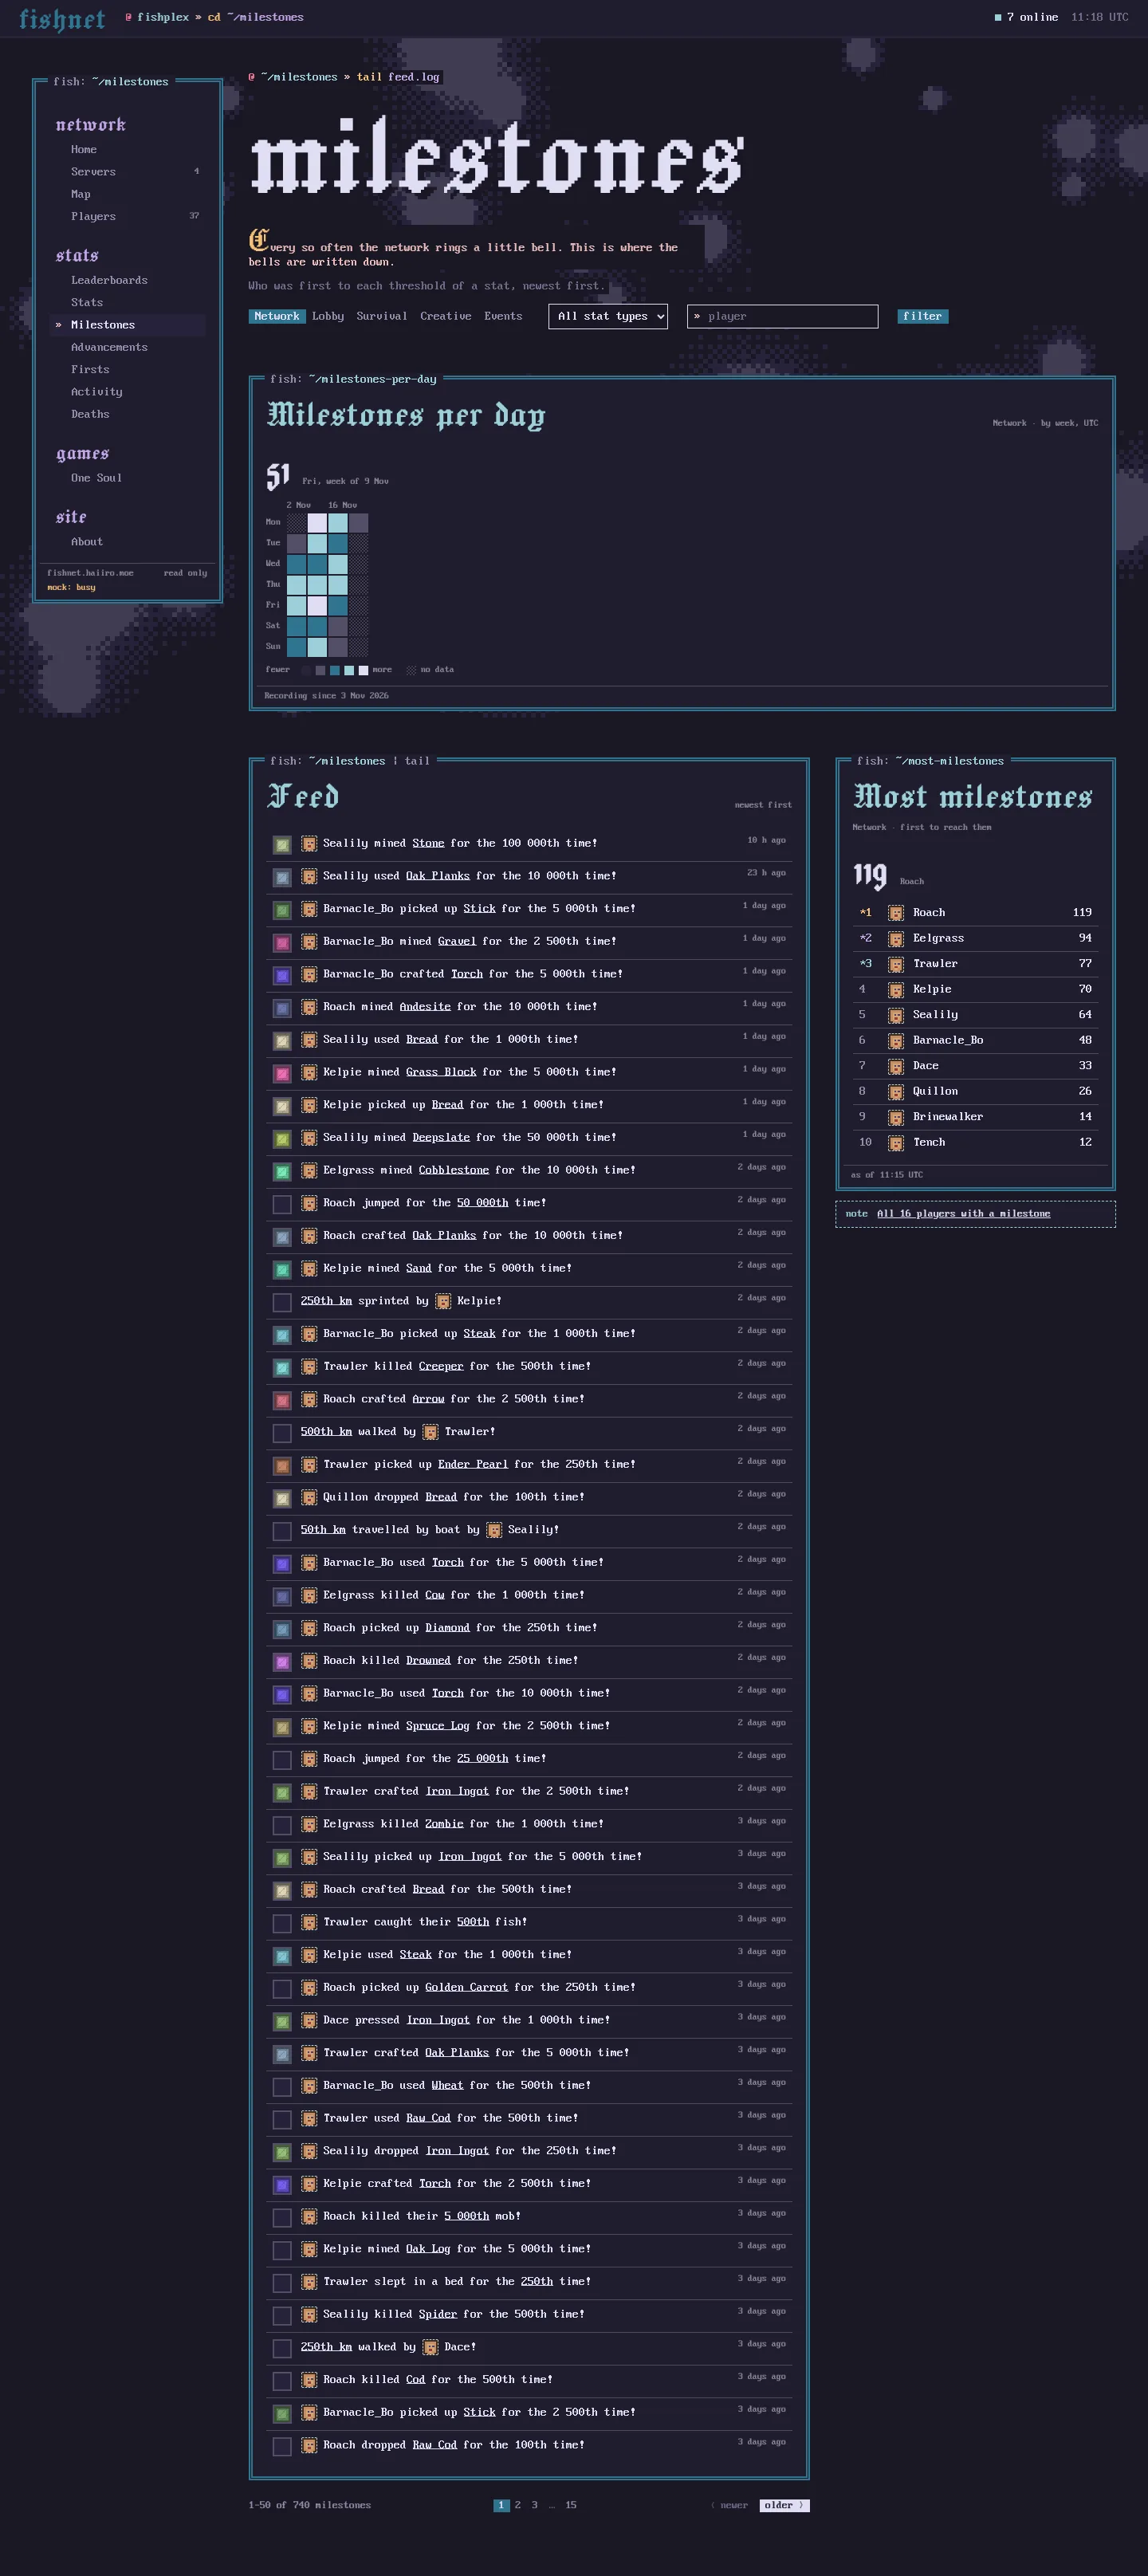 fishnet @ fishplex » cd ~/milestones 7 online 11:18 UTC
fish: ~/milestones
network
Home
Servers 4
Map
Players 37
stats
Leaderboards
Stats
» Milestones
Advancements
Firsts
Activity
Deaths
games
One Soul
site
About
fishnet.haiiro.moe read only
mock: busy
@ ~/milestones » tail feed.log
milestones
Every so often the network rings a little bell. This is where the
bells are written down.
Who was first to each threshold of a stat, newest first.
Network Lobby Survival Creative Events All stat types » player filter
fish: ~/milestones-per-day
Milestones per day Network · by week, UTC
51 Fri, week of 9 Nov
2 Nov 16 Nov
Mon
Tue
Wed
Thu
Fri
Sat
Sun
fewer more no data
Recording since 3 Nov 2026
fish: ~/milestones | tail
Feed newest first
Sealily mined Stone for the 100 000th time! 10 h ago
Sealily used Oak Planks for the 10 000th time! 23 h ago
Barnacle_Bo picked up Stick for the 5 000th time! 1 day ago
Barnacle_Bo mined Gravel for the 2 500th time! 1 day ago
Barnacle_Bo crafted Torch for the 5 000th time! 1 day ago
Roach mined Andesite for the 10 000th time! 1 day ago
Sealily used Bread for the 1 000th time! 1 day ago
Kelpie mined Grass Block for the 5 000th time! 1 day ago
Kelpie picked up Bread for the 1 000th time! 1 day ago
Sealily mined Deepslate for the 50 000th time! 1 day ago
Eelgrass mined Cobblestone for the 10 000th time! 2 days ago
Roach jumped for the 50 000th time! 2 days ago
Roach crafted Oak Planks for the 10 000th time! 2 days ago
Kelpie mined Sand for the 5 000th time! 2 days ago
250th km sprinted by Kelpie! 2 days ago
Barnacle_Bo picked up Steak for the 1 000th time! 2 days ago
Trawler killed Creeper for the 500th time! 2 days ago
Roach crafted Arrow for the 2 500th time! 2 days ago
500th km walked by Trawler! 2 days ago
Trawler picked up Ender Pearl for the 250th time! 2 days ago
Quillon dropped Bread for the 100th time! 2 days ago
50th km travelled by boat by Sealily! 2 days ago
Barnacle_Bo used Torch for the 5 000th time! 2 days ago
Eelgrass killed Cow for the 1 000th time! 2 days ago
Roach picked up Diamond for the 250th time! 2 days ago
Roach killed Drowned for the 250th time! 2 days ago
Barnacle_Bo used Torch for the 10 000th time! 2 days ago
Kelpie mined Spruce Log for the 2 500th time! 2 days ago
Roach jumped for the 25 000th time! 2 days ago
Trawler crafted Iron Ingot for the 2 500th time! 2 days ago
Eelgrass killed Zombie for the 1 000th time! 3 days ago
Sealily picked up Iron Ingot for the 5 000th time! 3 days ago
Roach crafted Bread for the 500th time! 3 days ago
Trawler caught their 500th fish! 3 days ago
Kelpie used Steak for the 1 000th time! 3 days ago
Roach picked up Golden Carrot for the 250th time! 3 days ago
Dace pressed Iron Ingot for the 1 000th time! 3 days ago
Trawler crafted Oak Planks for the 5 000th time! 3 days ago
Barnacle_Bo used Wheat for the 500th time! 3 days ago
Trawler used Raw Cod for the 500th time! 3 days ago
Sealily dropped Iron Ingot for the 250th time! 3 days ago
Kelpie crafted Torch for the 2 500th time! 3 days ago
Roach killed their 5 000th mob! 3 days ago
Kelpie mined Oak Log for the 5 000th time! 3 days ago
Trawler slept in a bed for the 250th time! 3 days ago
Sealily killed Spider for the 500th time! 3 days ago
250th km walked by Dace! 3 days ago
Roach killed Cod for the 500th time! 3 days ago
Barnacle_Bo picked up Stick for the 2 500th time! 3 days ago
Roach dropped Raw Cod for the 100th time! 3 days ago
1-50 of 740 milestones 1 2 3 … 15 ⟨ newer older ⟩
fish: ~/most-milestones
Most milestones
Network · first to reach them
119 Roach
*1 Roach 119
*2 Eelgrass 94
*3 Trawler 77
4 Kelpie 70
5 Sealily 64
6 Barnacle_Bo 48
7 Dace 33
8 Quillon 26
9 Brinewalker 14
10 Tench 12
as of 11:15 UTC
note All 16 players with a milestone